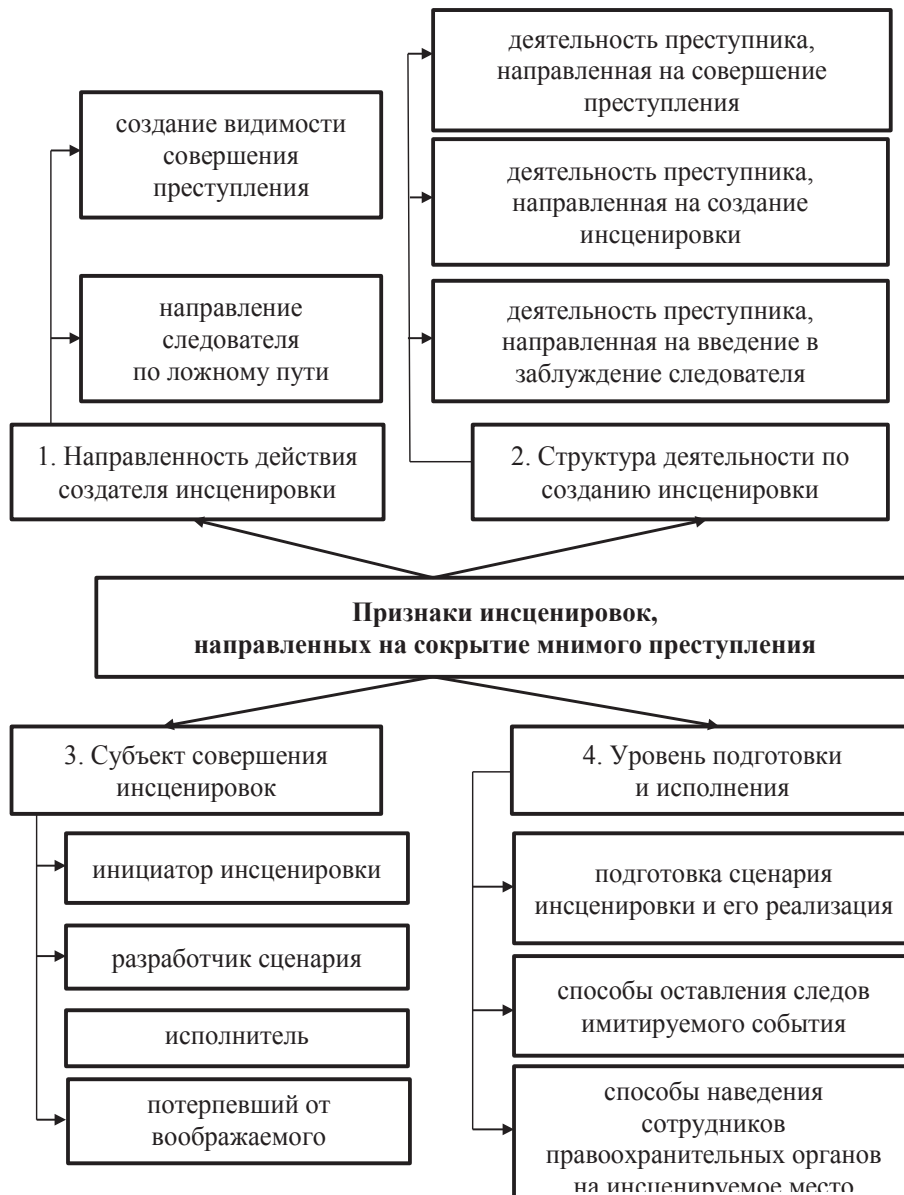 деятельность преступника,
направленная на совершение
преступления
создание видимости
совершения
преступления
деятельность преступника,
направленная на создание
инсценировки
направление
следователя
по ложному пути
деятельность преступника,
направленная на введение в
заблуждение следователя
1. Направленность действия
создателя инсценировки
2. Структура деятельности по
созданию инсценировки
Признаки инсценировок,
направленных на сокрытие мнимого преступления
3. Субъект совершения
инсценировок
4. Уровень подготовки
и исполнения
инициатор инсценировки
разработчик сценария
исполнитель
потерпевший от
воображаемого
подготовка сценария
инсценировки и его реализация
способы оставления следов
имитируемого события
способы наведения
сотрудников
правоохранительных органов
на инсценируемое место